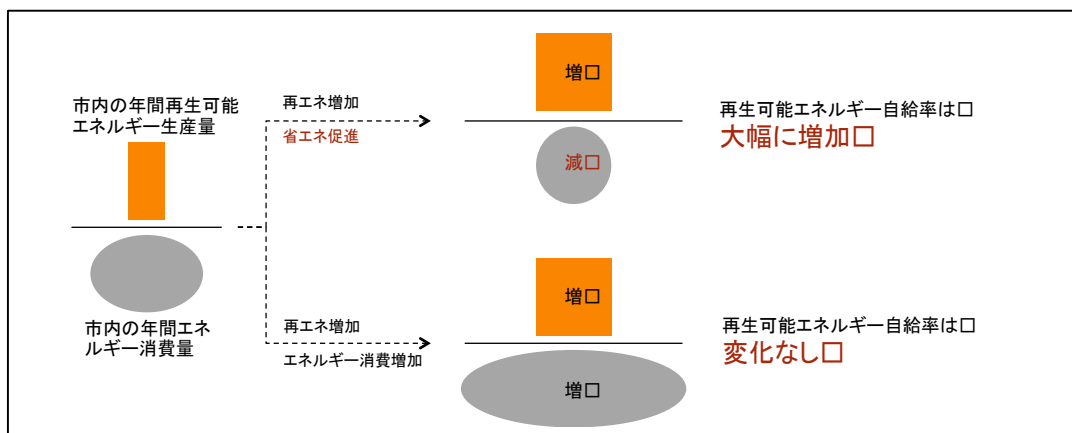 市内の年間再生可能
エネルギー生産量
市内の年間エネ
ルギー消費量
再エネ増加
省エネ促進
増□
減□
再生可能エネルギー自給率は□
大幅に増加□
再エネ増加
エネルギー消費増加
増□
増□
再生可能エネルギー自給率は□
変化なし□